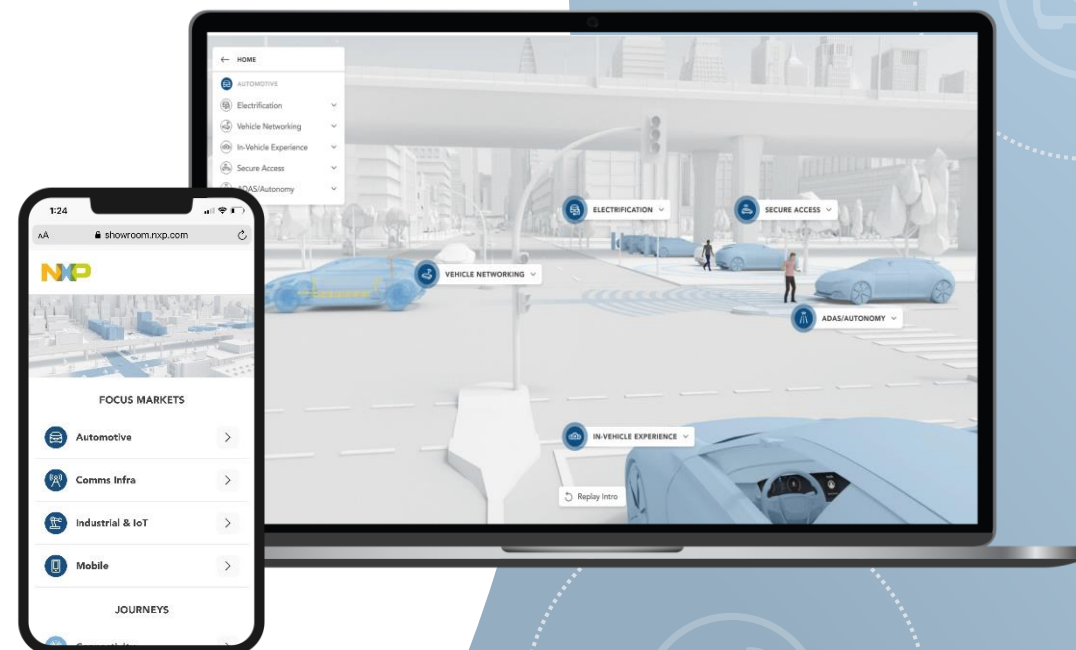 ← HOME
AUTOMOTIVE
Electrification
Vehicle Networking
In-Vehicle Experience
Secure Access
ADAS/Autonomy
ELECTRIFICATION
SECURE ACCESS
VEHICLE NETWORKING
ADAS/AUTONOMY
IN-VEHICLE EXPERIENCE
Replay Intro
1:24
AA showroom.nxp.com
NXP
FOCUS MARKETS
Automotive
Comms Infra
Industrial & IoT
Mobile
JOURNEYS